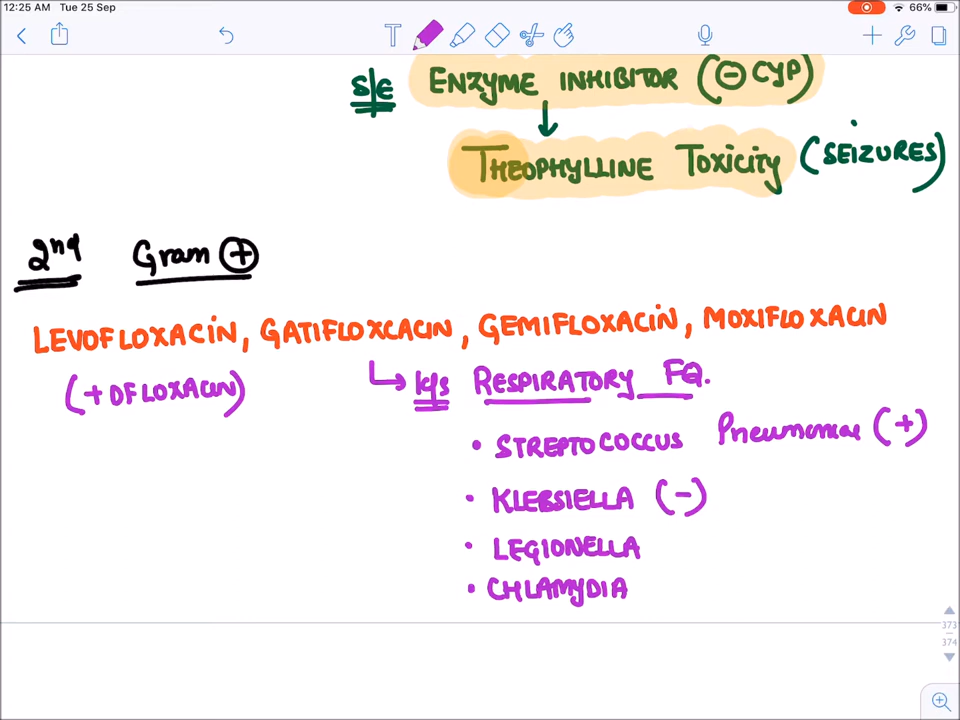 12:25 AM Tue 25 Sep 66%
T
S/E ENZYME INHIBITOR (⊖ CYP)
↓
THEOPHYLLINE TOXICITY (SEIZURES)
2nd Gram ⊕
LEVOFLOXACIN, GATIFLOXCACIN, GEMIFLOXACIN, MOXIFLOXACIN
(+ OFLOXACIN) ↳ K/s RESPIRATORY FQ.
• STREPTOCOCCUS Pneumoniae (+)
• KLEBSIELLA (-)
• LEGIONELLA
• CHLAMYDIA
373
374